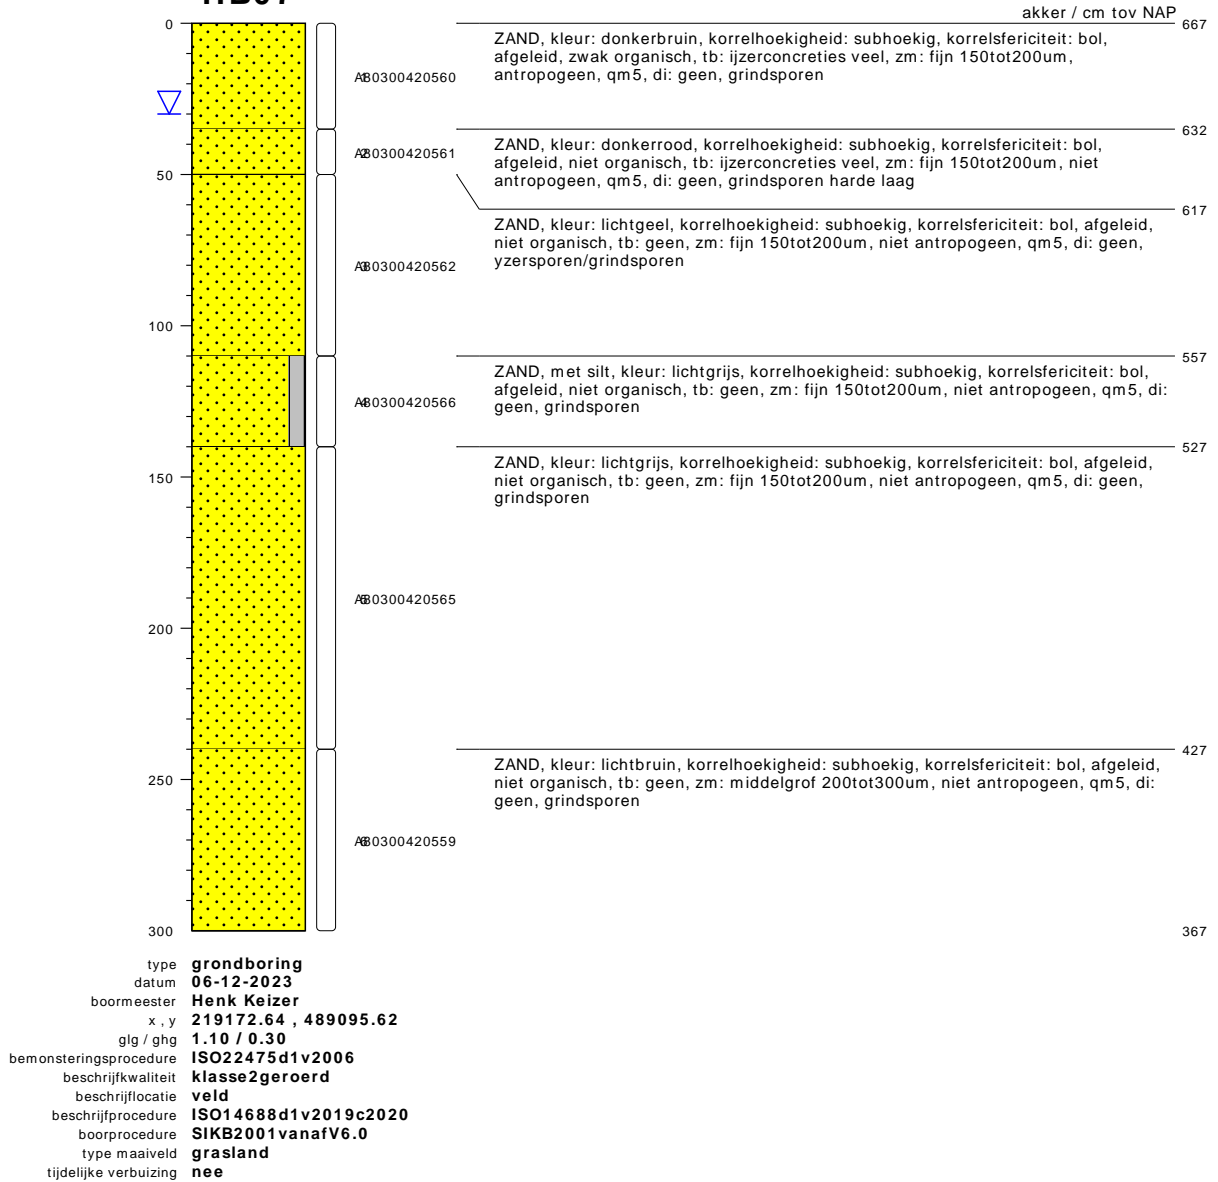 akker / cm tov NAP
0
667
ZAND, kleur: donkerbruin, korrelhoekigheid: subhoekig, korrelsfericiteit: bol,
afgeleid, zwak organisch, tb: ijzerconcreties veel, zm: fijn 150tot200um,
antropogeen, qm5, di: geen, grindsporen
632
ZAND, kleur: donkerrood, korrelhoekigheid: subhoekig, korrelsfericiteit: bol,
afgeleid, niet organisch, tb: ijzerconcreties veel, zm: fijn 150tot200um, niet
antropogeen, qm5, di: geen, grindsporen harde laag
50
617
ZAND, kleur: lichtgeel, korrelhoekigheid: subhoekig, korrelsfericiteit: bol, afgeleid,
niet organisch, tb: geen, zm: fijn 150tot200um, niet antropogeen, qm5, di: geen,
yzersporen/grindsporen
100
557
ZAND, met silt, kleur: lichtgrijs, korrelhoekigheid: subhoekig, korrelsfericiteit: bol,
afgeleid, niet organisch, tb: geen, zm: fijn 150tot200um, niet antropogeen, qm5, di:
geen, grindsporen
527
ZAND, kleur: lichtgrijs, korrelhoekigheid: subhoekig, korrelsfericiteit: bol, afgeleid,
niet organisch, tb: geen, zm: fijn 150tot200um, niet antropogeen, qm5, di: geen,
grindsporen
150
200
427
ZAND, kleur: lichtbruin, korrelhoekigheid: subhoekig, korrelsfericiteit: bol, afgeleid,
niet organisch, tb: geen, zm: middelgrof 200tot300um, niet antropogeen, qm5, di:
geen, grindsporen
250
300
367
type grondboring
datum 06-12-2023
boormeester Henk Keizer
x , y 219172.64 , 489095.62
glg / ghg 1.10 / 0.30
bemonsteringsprocedure ISO22475d1v2006
beschrijfkwaliteit klasse2geroerd
beschrijflocatie veld
beschrijfprocedure ISO14688d1v2019c2020
boorprocedure SIKB2001vanafV6.0
type maaiveld grasland
tijdelijke verbuizing nee